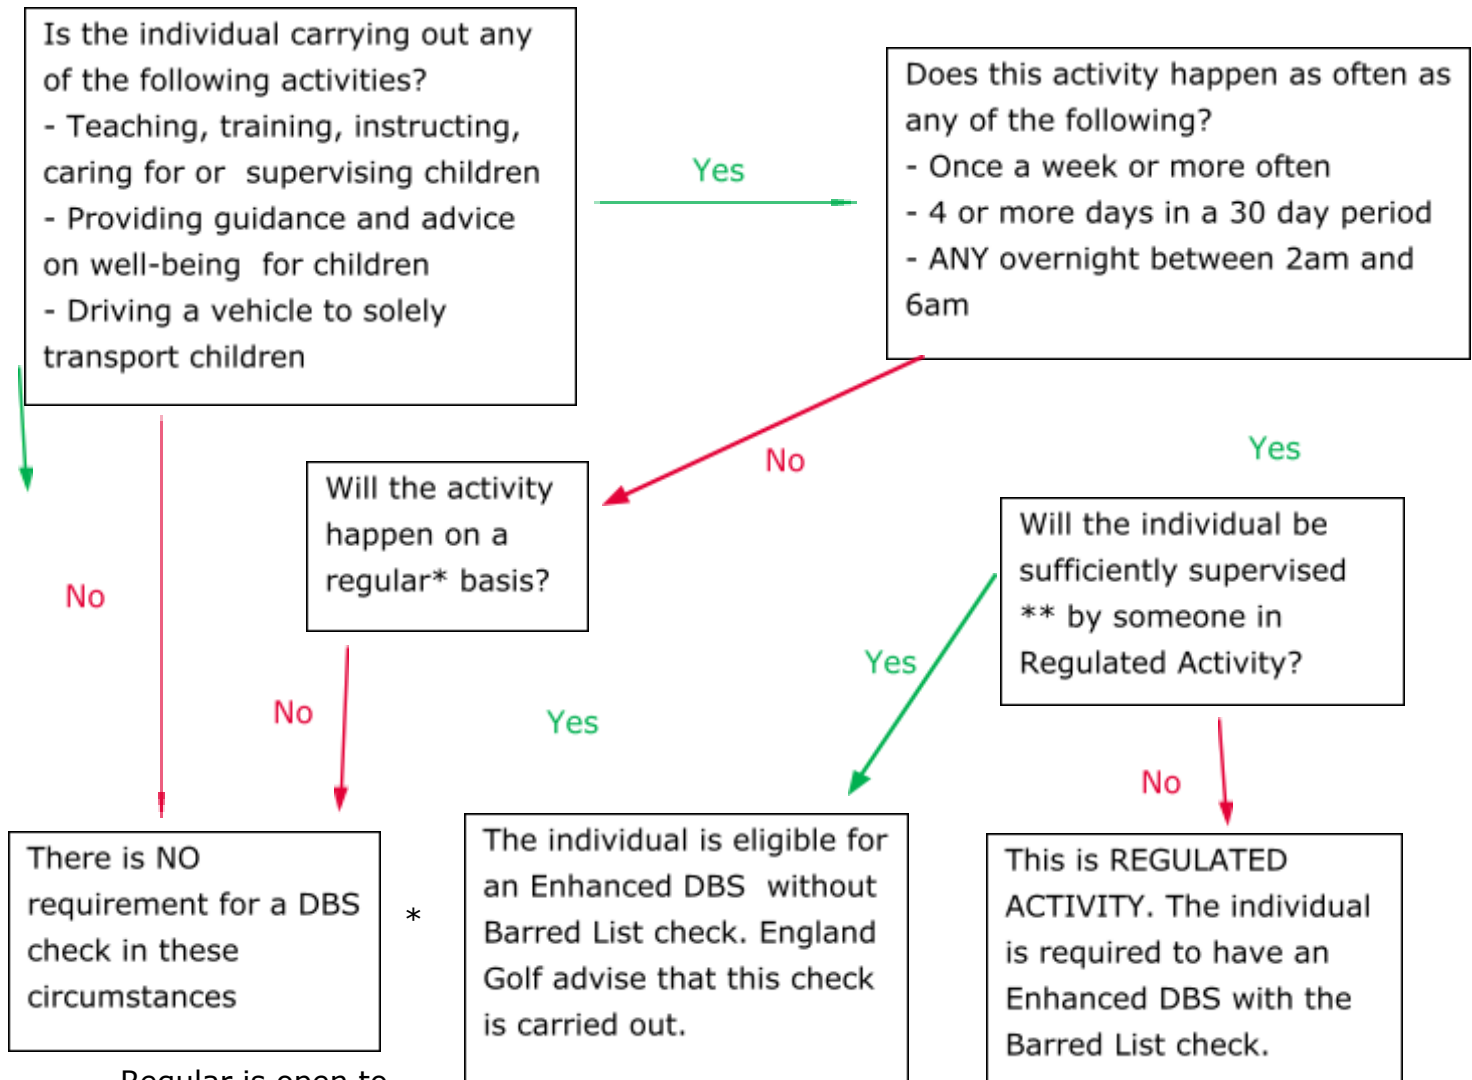 Is the individual carrying out any
of the following activities?
- Teaching, training, instructing,
caring for or supervising children
- Providing guidance and advice
on well-being for children
- Driving a vehicle to solely
transport children
Yes
Does this activity happen as often as
any of the following?
- Once a week or more often
- 4 or more days in a 30 day period
- ANY overnight between 2am and
6am
No
Yes
Will the activity
happen on a
regular* basis?
Will the individual be
sufficiently supervised
** by someone in
Regulated Activity?
No
No
Yes
Yes
No
There is NO
requirement for a DBS
check in these
circumstances
*
The individual is eligible for
an Enhanced DBS without
Barred List check. England
Golf advise that this check
is carried out.
This is REGULATED
ACTIVITY. The individual
is required to have an
Enhanced DBS with the
Barred List check.
Regular is open to